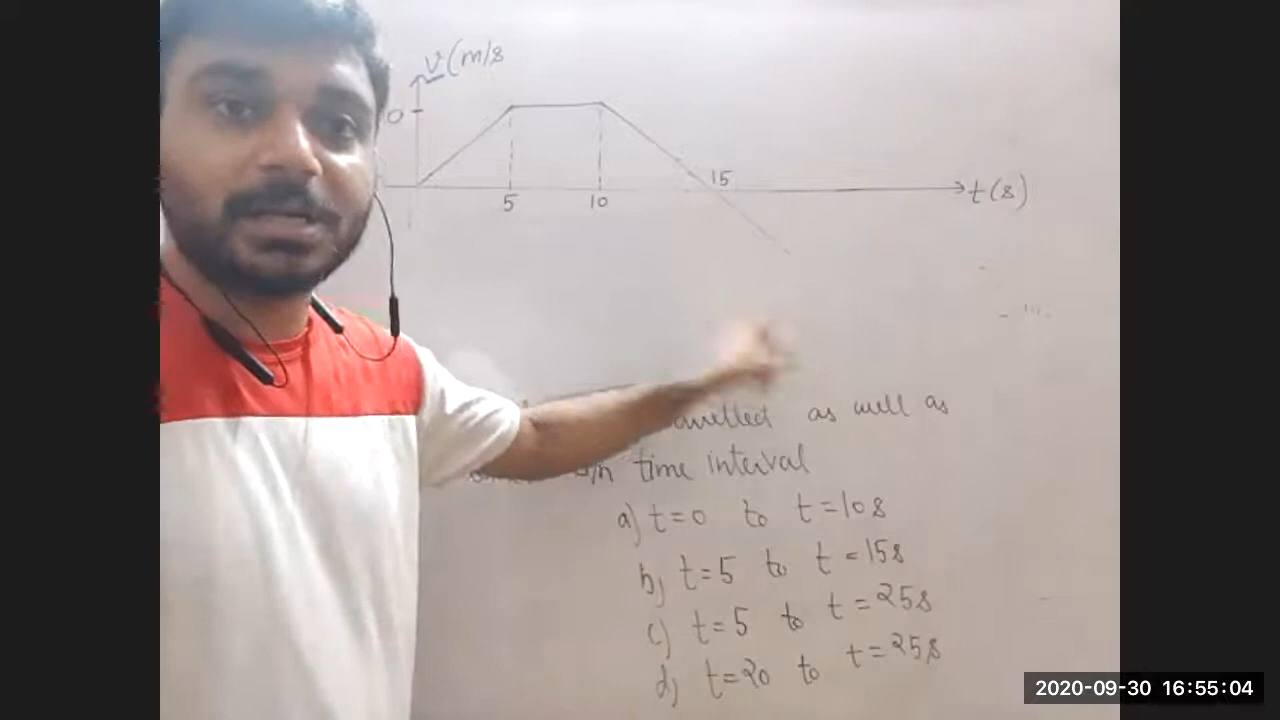 v(m/s
0
15
t(s)
5 10
as well as
time interval
a) t=0 to t=10s
b) t=5 to t=15s
c) t=5 to t=25s
d) t=20 to t=25s
2020-09-30 16:55:04